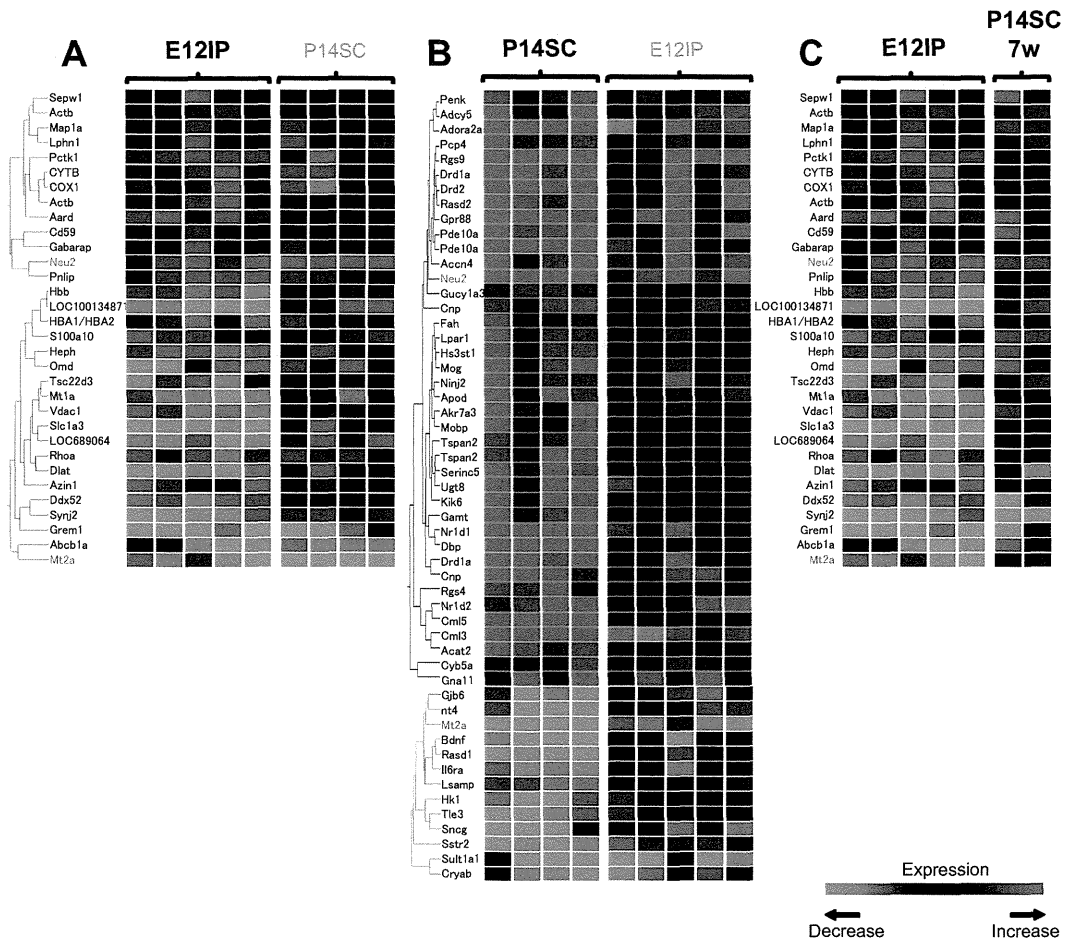 A
E12IP
P14SC
Sepw1
Actb
Map1a
Lphn1
Pctk1
CYTB
COX1
Actb
Aard
Cd59
Gabarap
Neu2
Pnlip
Hbb
LOC100134871
HBA1/HBA2
S100a10
Heph
Omd
Tsc22d3
Mt1a
Vdac1
Slc1a3
LOC689064
Rhoa
Dlat
Azin1
Ddx52
Synj2
Grem1
Abcb1a
Mt2a
B
P14SC
E12IP
Penk
Adcy5
Adora2a
Pcp4
Rgs9
Drd1a
Drd2
Rasd2
Gpr88
Pde10a
Pde10a
Accn4
Neu2
Gucy1a3
Cnp
Fah
Lpar1
Hs3st1
Mog
Ninj2
Apod
Akr7a3
Mobp
Tspan2
Tspan2
Serinc5
Ugt8
Kik6
Gamt
Nr1d1
Dbp
Drd1a
Cnp
Rgs4
Nr1d2
Cml5
Cml3
Acat2
Cyb5a
Gna11
Gjb6
nt4
Mt2a
Bdnf
Rasd1
Il6ra
Lsamp
Hk1
Tle3
Sncg
Sstr2
Sult1a1
Cryab
C
E12IP
P14SC
7w
Sepw1
Actb
Map1a
Lphn1
Pctk1
CYTB
COX1
Actb
Aard
Cd59
Gabarap
Neu2
Pnlip
Hbb
LOC100134871
HBA1/HBA2
S100a10
Heph
Omd
Tsc22d3
Mt1a
Vdac1
Slc1a3
LOC689064
Rhoa
Dlat
Azin1
Ddx52
Synj2
Grem1
Abcb1a
Mt2a
Expression
Decrease
Increase